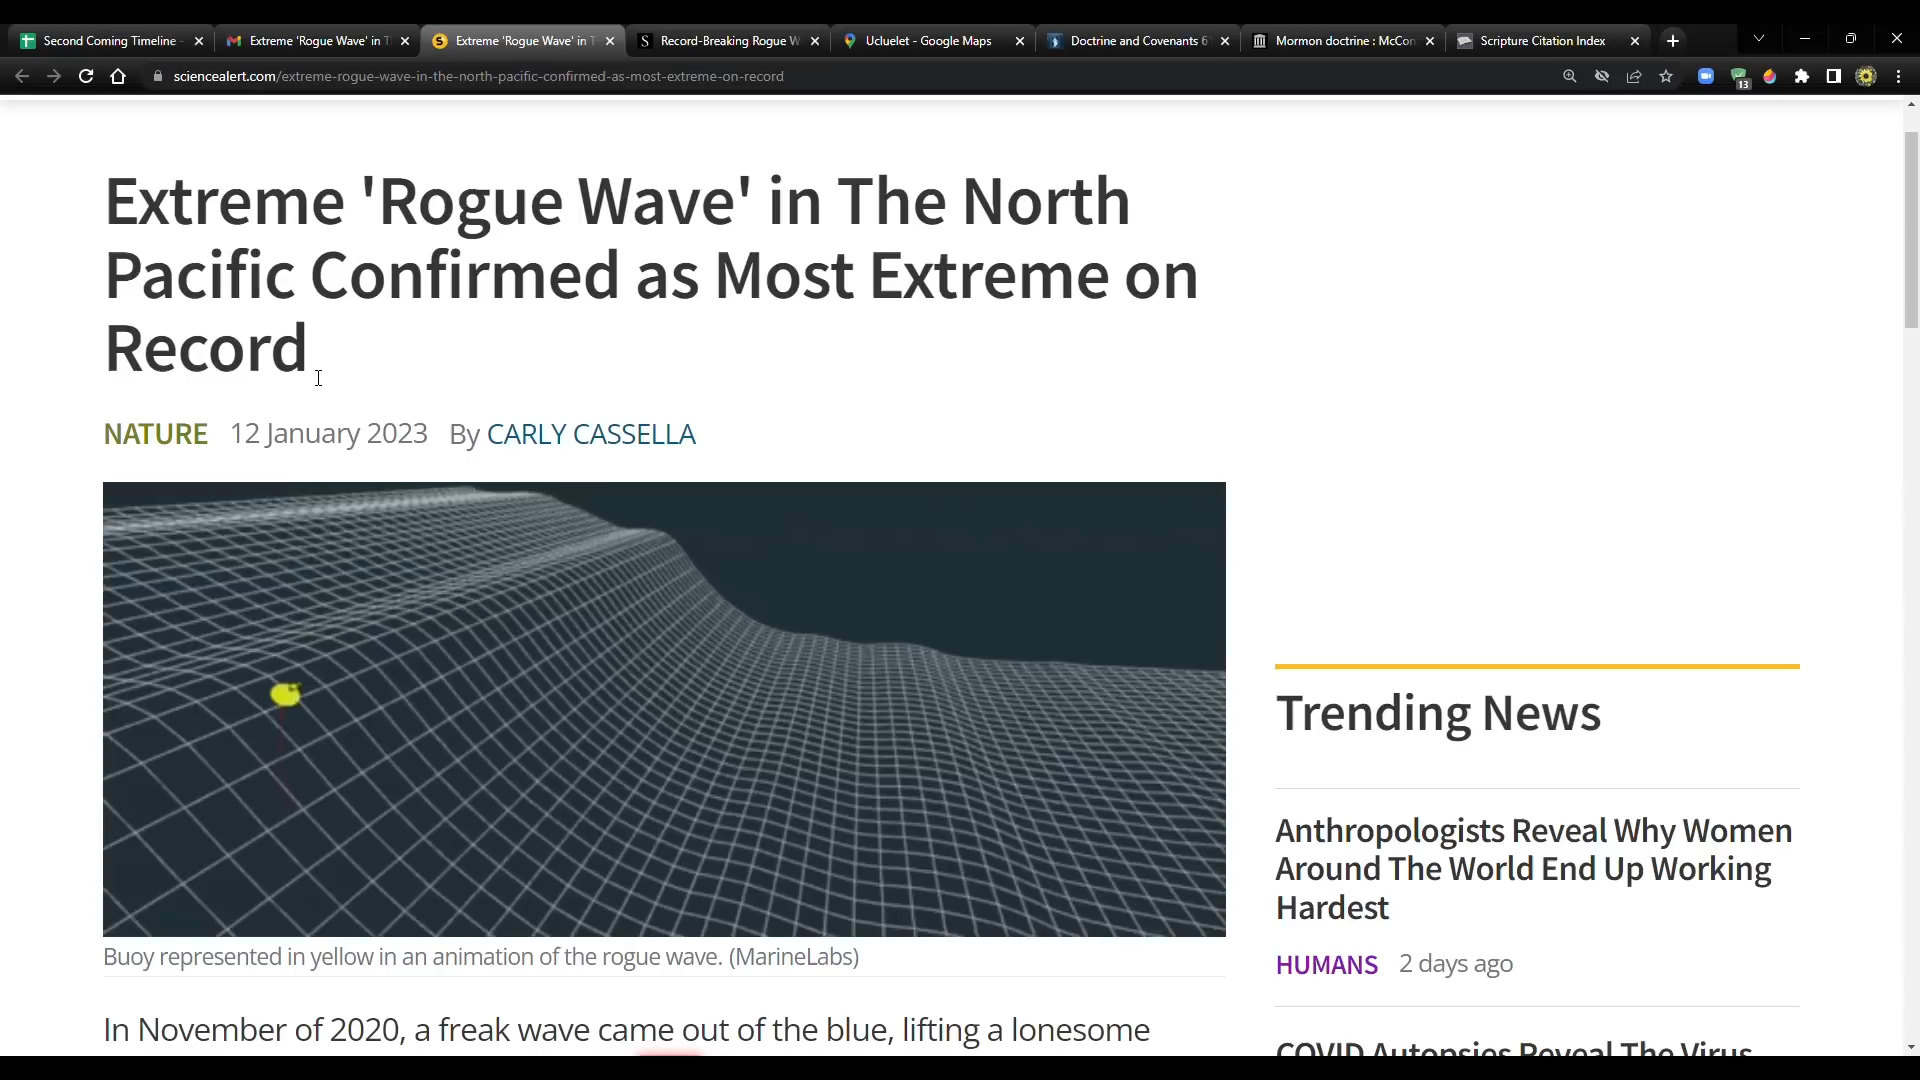 Second Coming Timeline -
Extreme 'Rogue Wave' in T
Extreme 'Rogue Wave' in T
Record-Breaking Rogue W
Ucluelet - Google Maps
Doctrine and Covenants 6
Mormon doctrine : McCon
Scripture Citation Index
sciencealert.com/extreme-rogue-wave-in-the-north-pacific-confirmed-as-most-extreme-on-record
13
Extreme 'Rogue Wave' in The North
Pacific Confirmed as Most Extreme on
Record
NATURE 12 January 2023 By CARLY CASSELLA
Buoy represented in yellow in an animation of the rogue wave. (MarineLabs)
In November of 2020, a freak wave came out of the blue, lifting a lonesome
Trending News
Anthropologists Reveal Why Women
Around The World End Up Working
Hardest
HUMANS 2 days ago
COVID Autopsies Reveal The Virus